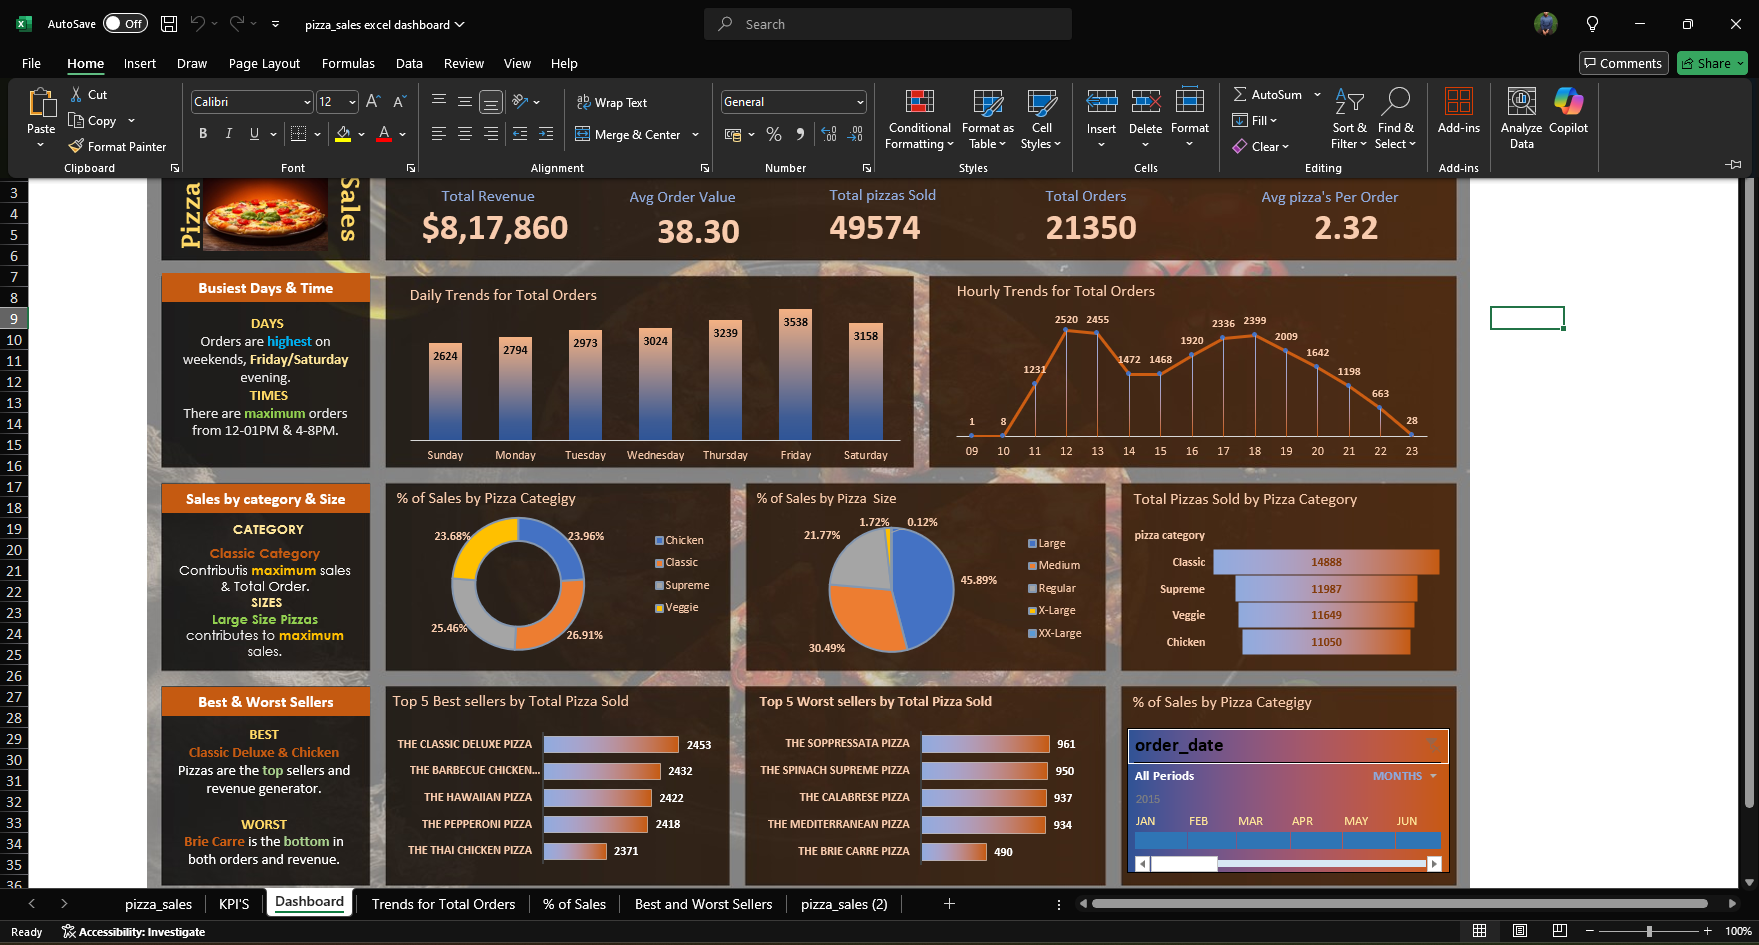 AutoSave Off pizza_sales excel dashboard Search
File Home Insert Draw Page Layout Formulas Data Review View Help Comments Share
Paste
Cut
Copy
Format Painter
Clipboard
Calibri 12
B I U A
Font
Wrap Text
Merge & Center
Alignment
General
%
Number
Conditional Formatting
Format as Table
Cell Styles
Styles
Insert Delete Format
Cells
AutoSum
Fill
Clear
Sort & Filter
Find & Select
Editing
Add-ins
Add-ins
Analyze Data
Copilot
3
4
5
6
7
8
9
10
11
12
13
14
15
16
17
18
19
20
21
22
23
24
25
26
27
28
29
30
31
32
33
34
35
36
Pizza
Sales
Total Revenue
$8,17,860
Avg Order Value
38.30
Total pizzas Sold
49574
Total Orders
21350
Avg pizza's Per Order
2.32
Busiest Days & Time
DAYS
Orders are highest on
weekends, Friday/Saturday
evening.
TIMES
There are maximum orders
from 12-01PM & 4-8PM.
Daily Trends for Total Orders
2624 2794 2973 3024 3239 3538 3158
Sunday Monday Tuesday Wednesday Thursday Friday Saturday
Hourly Trends for Total Orders
1 8 1231 2520 2455 1472 1468 1920 2336 2399 2009 1642 1198 663 28
09 10 11 12 13 14 15 16 17 18 19 20 21 22 23
Sales by category & Size
CATEGORY
Classic Category
Contributis maximum sales
& Total Order.
SIZES
Large Size Pizzas
contributes to maximum
sales.
% of Sales by Pizza Categigy
23.68% 23.96%
25.46% 26.91%
Chicken
Classic
Supreme
Veggie
% of Sales by Pizza Size
1.72% 0.12%
21.77%
45.89%
30.49%
Large
Medium
Regular
X-Large
XX-Large
Total Pizzas Sold by Pizza Category
pizza category
Classic 14888
Supreme 11987
Veggie 11649
Chicken 11050
Best & Worst Sellers
BEST
Classic Deluxe & Chicken
Pizzas are the top sellers and
revenue generator.
WORST
Brie Carre is the bottom in
both orders and revenue.
Top 5 Best sellers by Total Pizza Sold
THE CLASSIC DELUXE PIZZA 2453
THE BARBECUE CHICKEN... 2432
THE HAWAIIAN PIZZA 2422
THE PEPPERONI PIZZA 2418
THE THAI CHICKEN PIZZA 2371
Top 5 Worst sellers by Total Pizza Sold
THE SOPPRESSATA PIZZA 961
THE SPINACH SUPREME PIZZA 950
THE CALABRESE PIZZA 937
THE MEDITERRANEAN PIZZA 934
THE BRIE CARRE PIZZA 490
% of Sales by Pizza Categigy
order_date
All Periods MONTHS
2015
JAN FEB MAR APR MAY JUN
pizza_sales KPI'S Dashboard Trends for Total Orders % of Sales Best and Worst Sellers pizza_sales (2)
Ready Accessibility: Investigate 100%